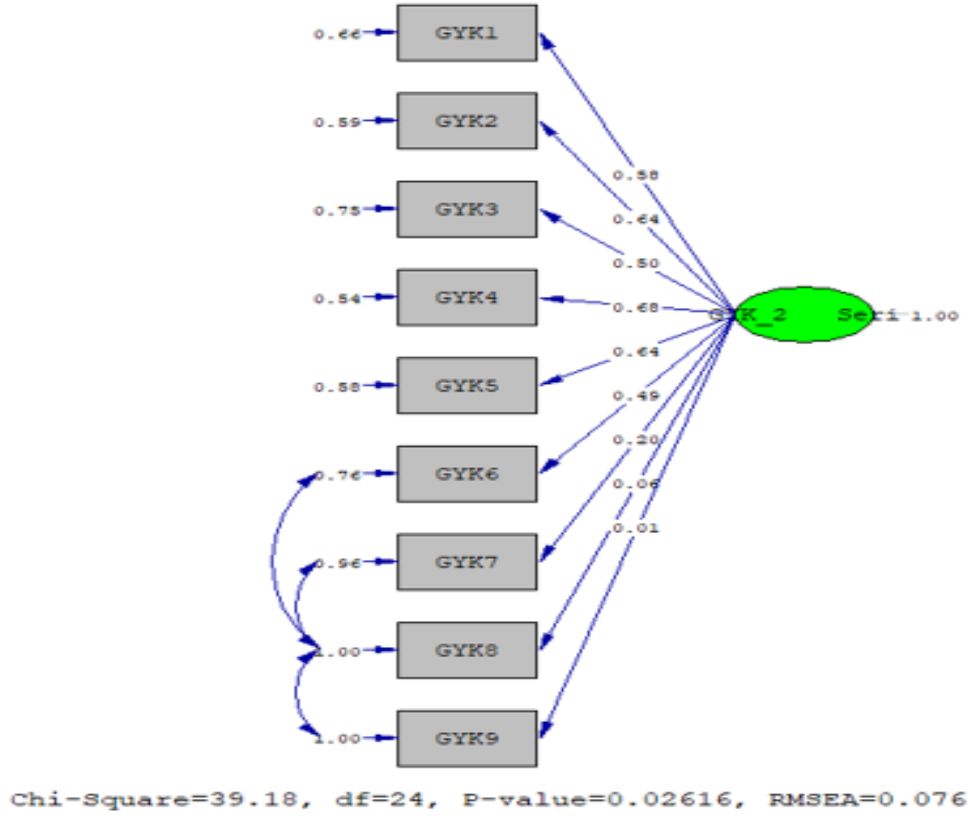 0.66 GYK1
0.59 GYK2
0.58
0.64
0.75 GYK3
0.50
0.54 GYK4
0.68
GYK_2 Seri 1.00
0.64
0.58 GYK5
0.49
0.20
0.76 GYK6
0.06
0.01
0.96 GYK7
1.00 GYK8
1.00 GYK9
Chi-Square=39.18, df=24, P-value=0.02616, RMSEA=0.076